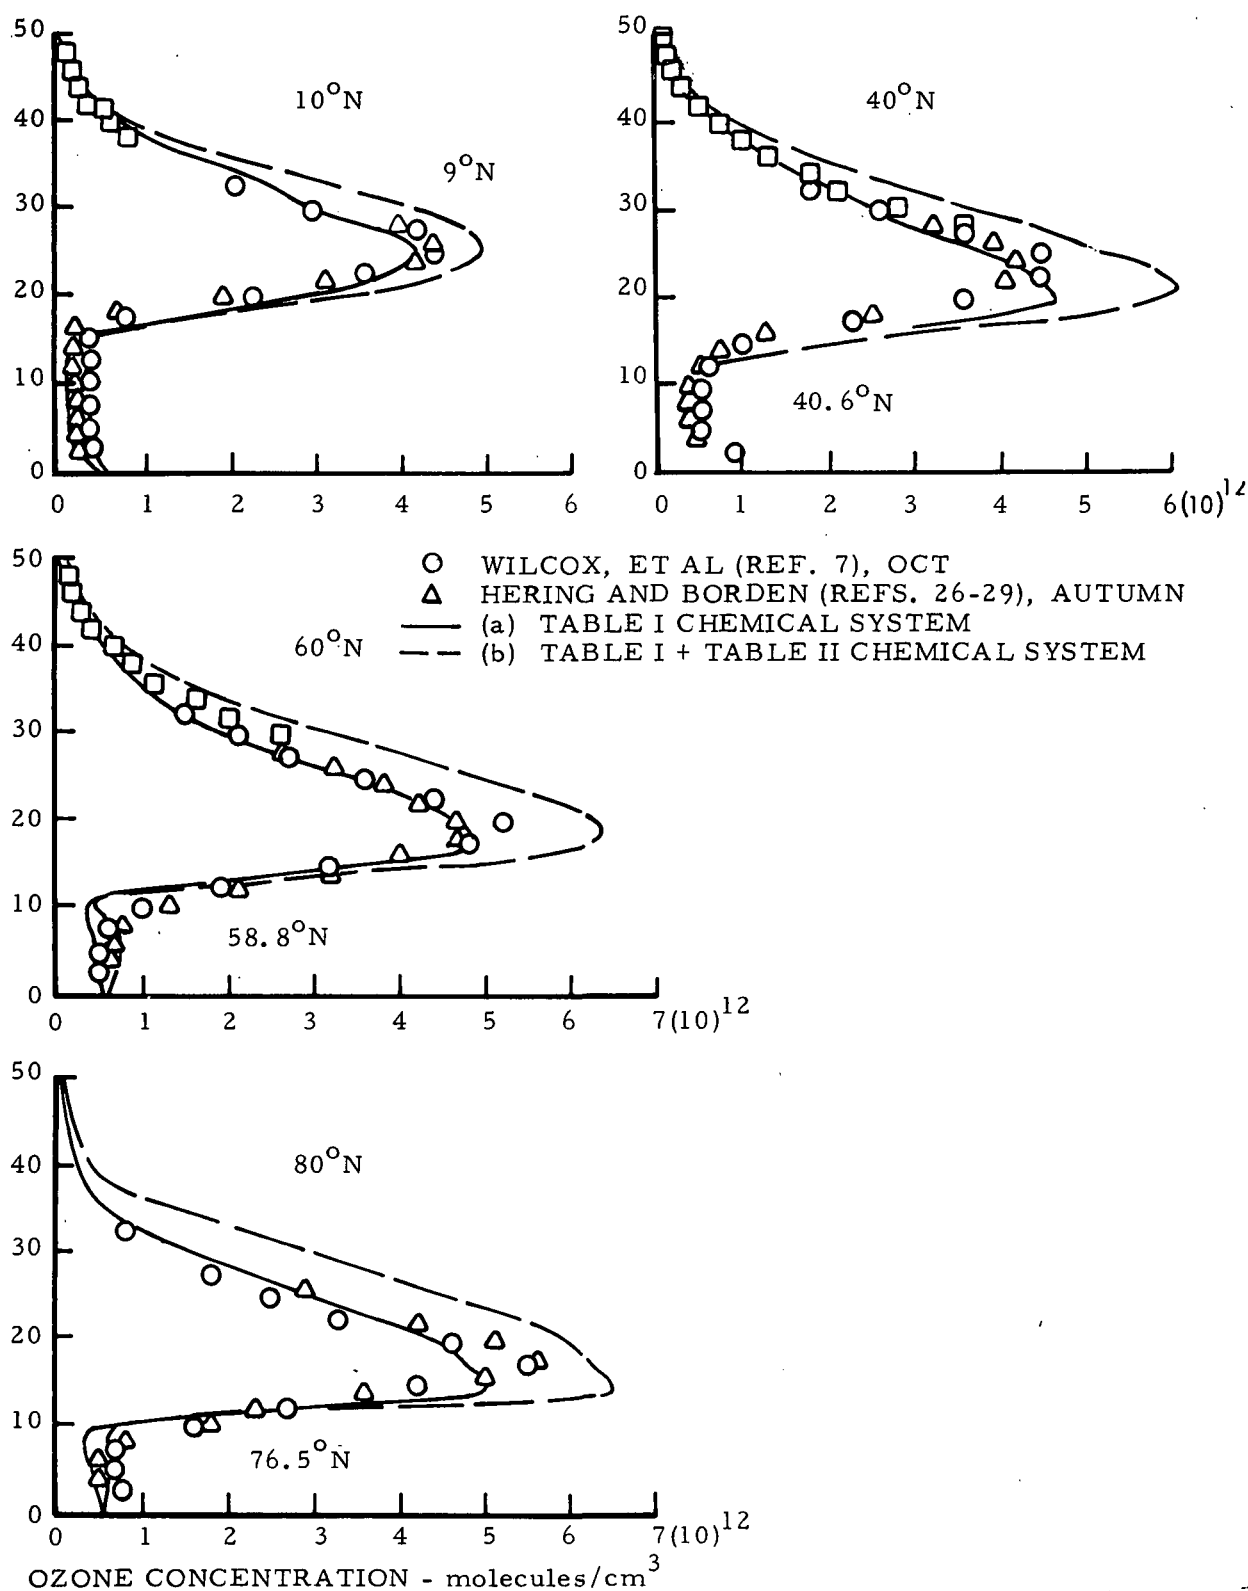 50
40
30
20
10
0
10°N
9°N
0 1 2 3 4 5 6
50
40
30
20
10
0
40°N
40.6°N
0 1 2 3 4 5 6(10)¹²
WILCOX, ET AL (REF. 7), OCT
HERING AND BORDEN (REFS. 26-29), AUTUMN
(a) TABLE I CHEMICAL SYSTEM
(b) TABLE I + TABLE II CHEMICAL SYSTEM
50
40
30
20
10
0
60°N
58.8°N
0 1 2 3 4 5 6 7(10)¹²
50
40
30
20
10
0
80°N
76.5°N
0 1 2 3 4 5 6 7(10)¹²
OZONE CONCENTRATION - molecules/cm³